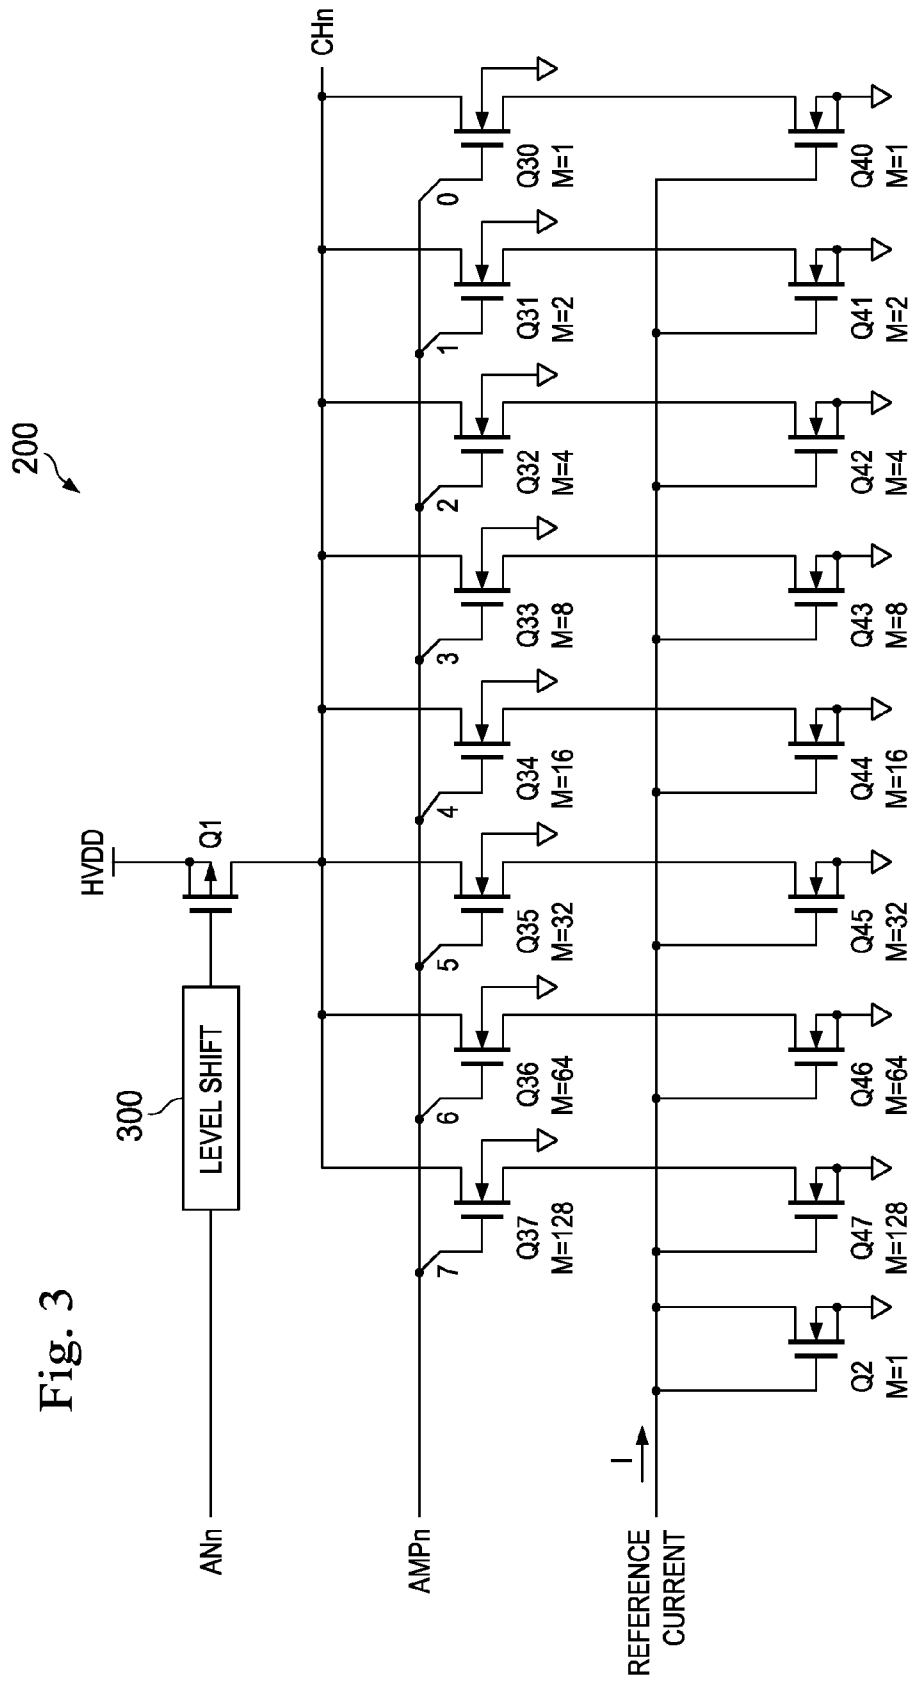 Fig. 3
200
HVDD
Q1
300
LEVEL SHIFT
ANn
CHn
AMPn
7
6
5
4
3
2
1
0
Q37
M=128
Q36
M=64
Q35
M=32
Q34
M=16
Q33
M=8
Q32
M=4
Q31
M=2
Q30
M=1
I
REFERENCE
CURRENT
Q2
M=1
Q47
M=128
Q46
M=64
Q45
M=32
Q44
M=16
Q43
M=8
Q42
M=4
Q41
M=2
Q40
M=1